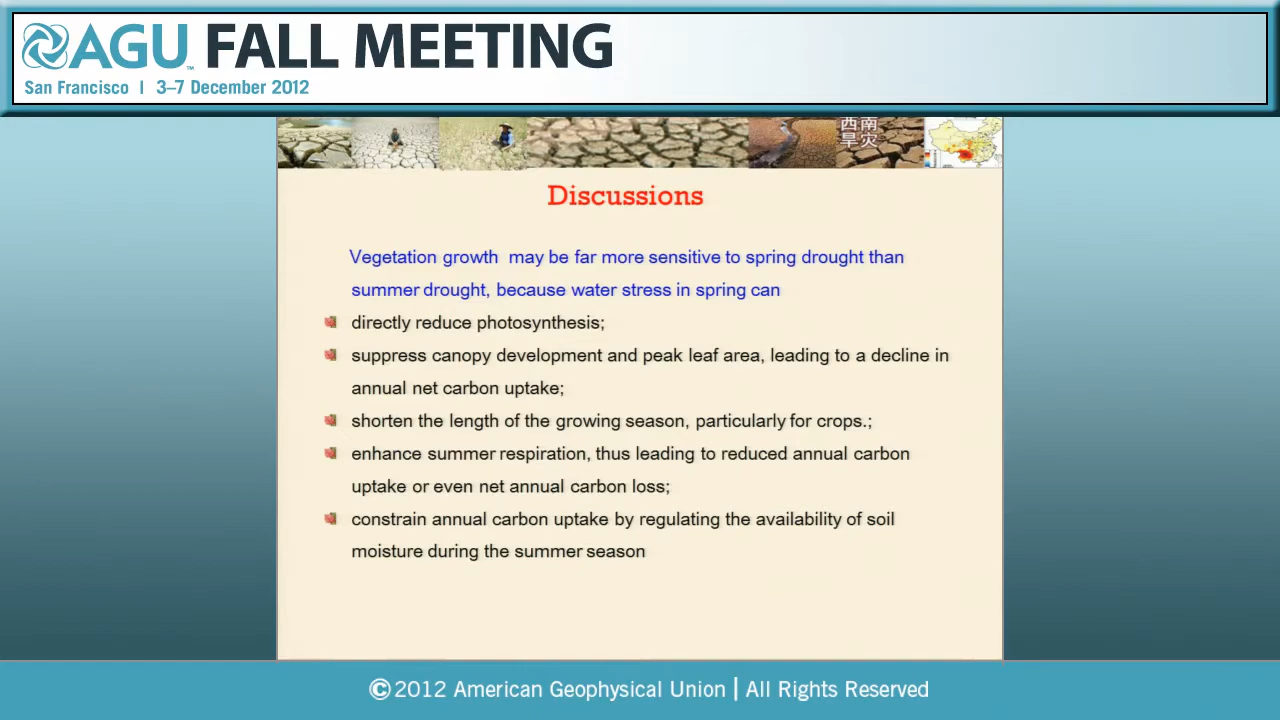 AGU FALL MEETING
San Francisco | 3–7 December 2012
西南
旱灾
Discussions
Vegetation growth may be far more sensitive to spring drought than
summer drought, because water stress in spring can
directly reduce photosynthesis;
suppress canopy development and peak leaf area, leading to a decline in
annual net carbon uptake;
shorten the length of the growing season, particularly for crops.;
enhance summer respiration, thus leading to reduced annual carbon
uptake or even net annual carbon loss;
constrain annual carbon uptake by regulating the availability of soil
moisture during the summer season
©2012 American Geophysical Union | All Rights Reserved